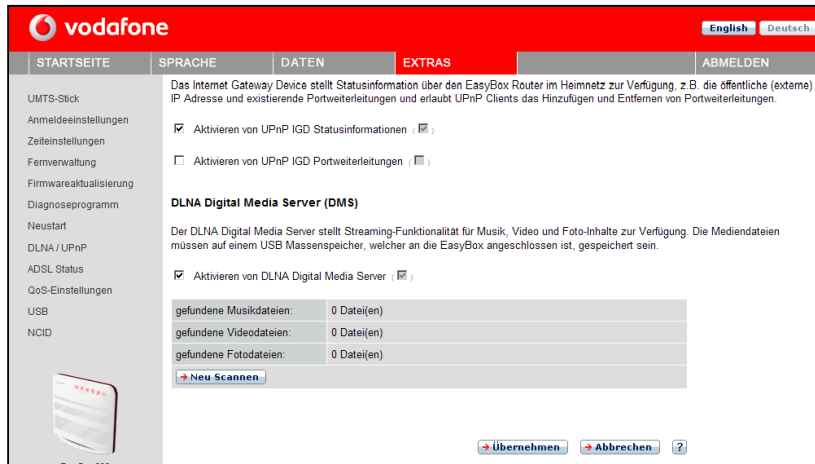 vodafone
English Deutsch
STARTSEITE SPRACHE DATEN EXTRAS ABMELDEN
UMTS-Stick
Anmeldeeinstellungen
Zeiteinstellungen
Fernverwaltung
Firmwareaktualisierung
Diagnoseprogramm
Neustart
DLNA / UPnP
ADSL Status
QoS-Einstellungen
USB
NCID
Das Internet Gateway Device stellt Statusinformation über den EasyBox Router im Heimnetz zur Verfügung, z.B. die öffentliche (externe)
IP Adresse und existierende Portweiterleitungen und erlaubt UPnP Clients das Hinzufügen und Entfernen von Portweiterleitungen.
Aktivieren von UPnP IGD Statusinformationen ( )
Aktivieren von UPnP IGD Portweiterleitungen ( )
DLNA Digital Media Server (DMS)
Der DLNA Digital Media Server stellt Streaming-Funktionalität für Musik, Video und Foto-Inhalte zur Verfügung. Die Mediendateien
müssen auf einem USB Massenspeicher, welcher an die EasyBox angeschlossen ist, gespeichert sein.
Aktivieren von DLNA Digital Media Server ( )
gefundene Musikdateien: 0 Datei(en)
gefundene Videodateien: 0 Datei(en)
gefundene Fotodateien: 0 Datei(en)
Neu Scannen
Übernehmen Abbrechen ?